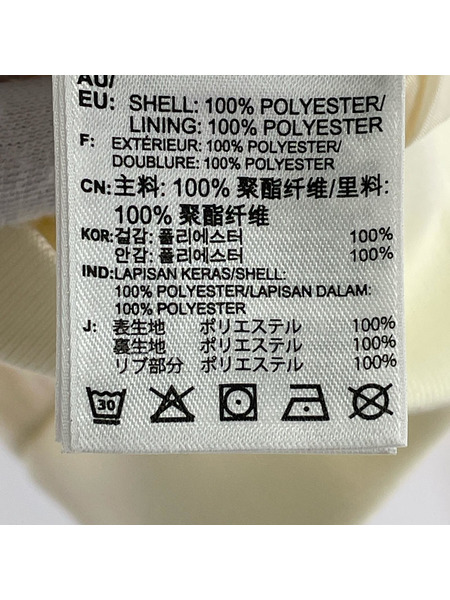 AU/
EU: SHELL: 100% POLYESTER/
LINING: 100% POLYESTER
F: EXTÉRIEUR: 100% POLYESTER/
DOUBLURE: 100% POLYESTER
CN: 主料: 100% 聚酯纤维/里料:
100% 聚酯纤维
KOR: 겉감: 폴리에스터 100%
안감: 폴리에스터 100%
IND: LAPISAN KERAS/SHELL:
100% POLYESTER/LAPISAN DALAM:
100% POLYESTER
J: 表生地 ポリエステル 100%
裏生地 ポリエステル 100%
リブ部分 ポリエステル 100%
30